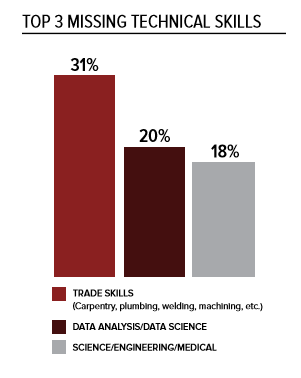 TOP 3 MISSING TECHNICAL SKILLS
31%
20%
18%
TRADE SKILLS
(Carpentry, plumbing, welding, machining, etc.)
DATA ANALYSIS/DATA SCIENCE
SCIENCE/ENGINEERING/MEDICAL